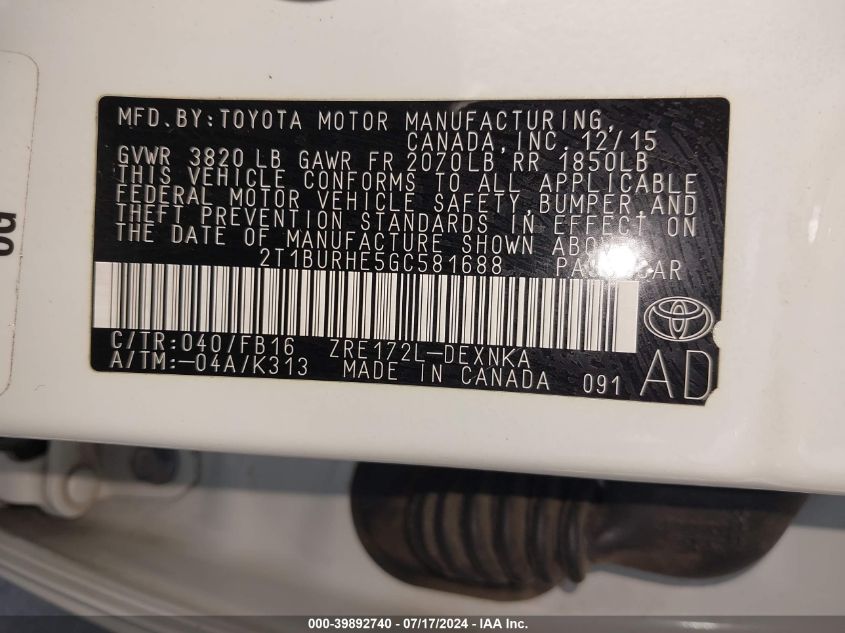 MFD. BY: TOYOTA MOTOR MANUFACTURING,
CANADA, INC. 12/15
GVWR 3820 LB GAWR FR 2070LB RR 1850LB
THIS VEHICLE CONFORMS TO ALL APPLICABLE
FEDERAL MOTOR VEHICLE SAFETY, BUMPER, AND
THEFT PREVENTION STANDARDS IN EFFECT ON
THE DATE OF MANUFACTURE SHOWN ABOVE.
2T1BURHE5GC581688 PASS. CAR
C/TR: 040/FB16 ZRE172L-DEXNKA
A/TM: -04A/K313 MADE IN CANADA 091 AD
000-39892740 - 07/17/2024 - IAA Inc.